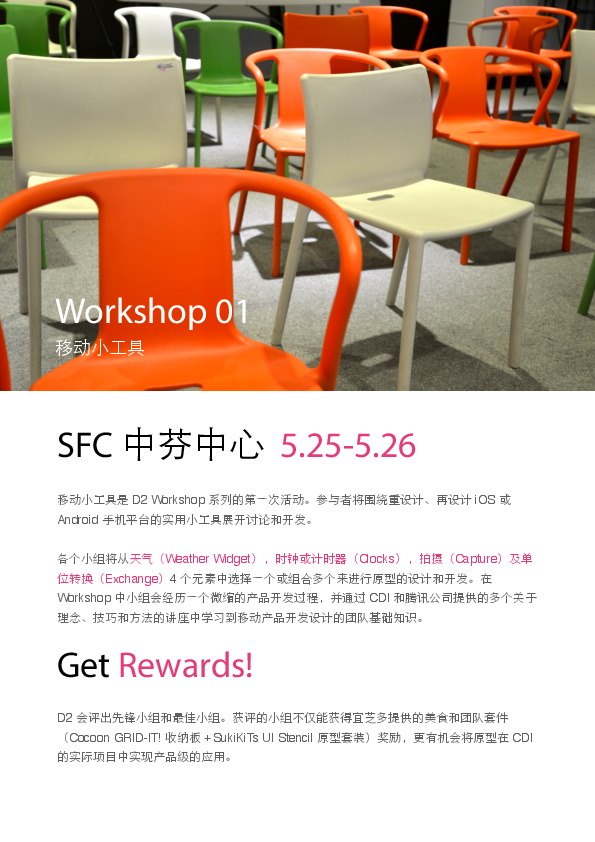 Workshop 01
移动小工具
SFC 中芬中心 5.25-5.26
移动小工具是 D2 Workshop 系列的第一次活动。参与者将围绕重设计、再设计 iOS 或
Android 手机平台的实用小工具展开讨论和开发。
各个小组将从天气（Weather Widget），时钟或计时器（Clocks），拍摄（Capture）及单
位转换（Exchange）4 个元素中选择一个或组合多个来进行原型的设计和开发。在
Workshop 中小组会经历一个微缩的产品开发过程，并通过 CDI 和腾讯公司提供的多个关于
理念、技巧和方法的讲座中学习到移动产品开发设计的团队基础知识。
Get Rewards!
D2 会评出先锋小组和最佳小组。获评的小组不仅能获得宜芝多提供的美食和团队套件
（Cocoon GRID-IT! 收纳板 + SukiKiTs UI Stencil 原型套装）奖励，更有机会将原型在 CDI
的实际项目中实现产品级的应用。